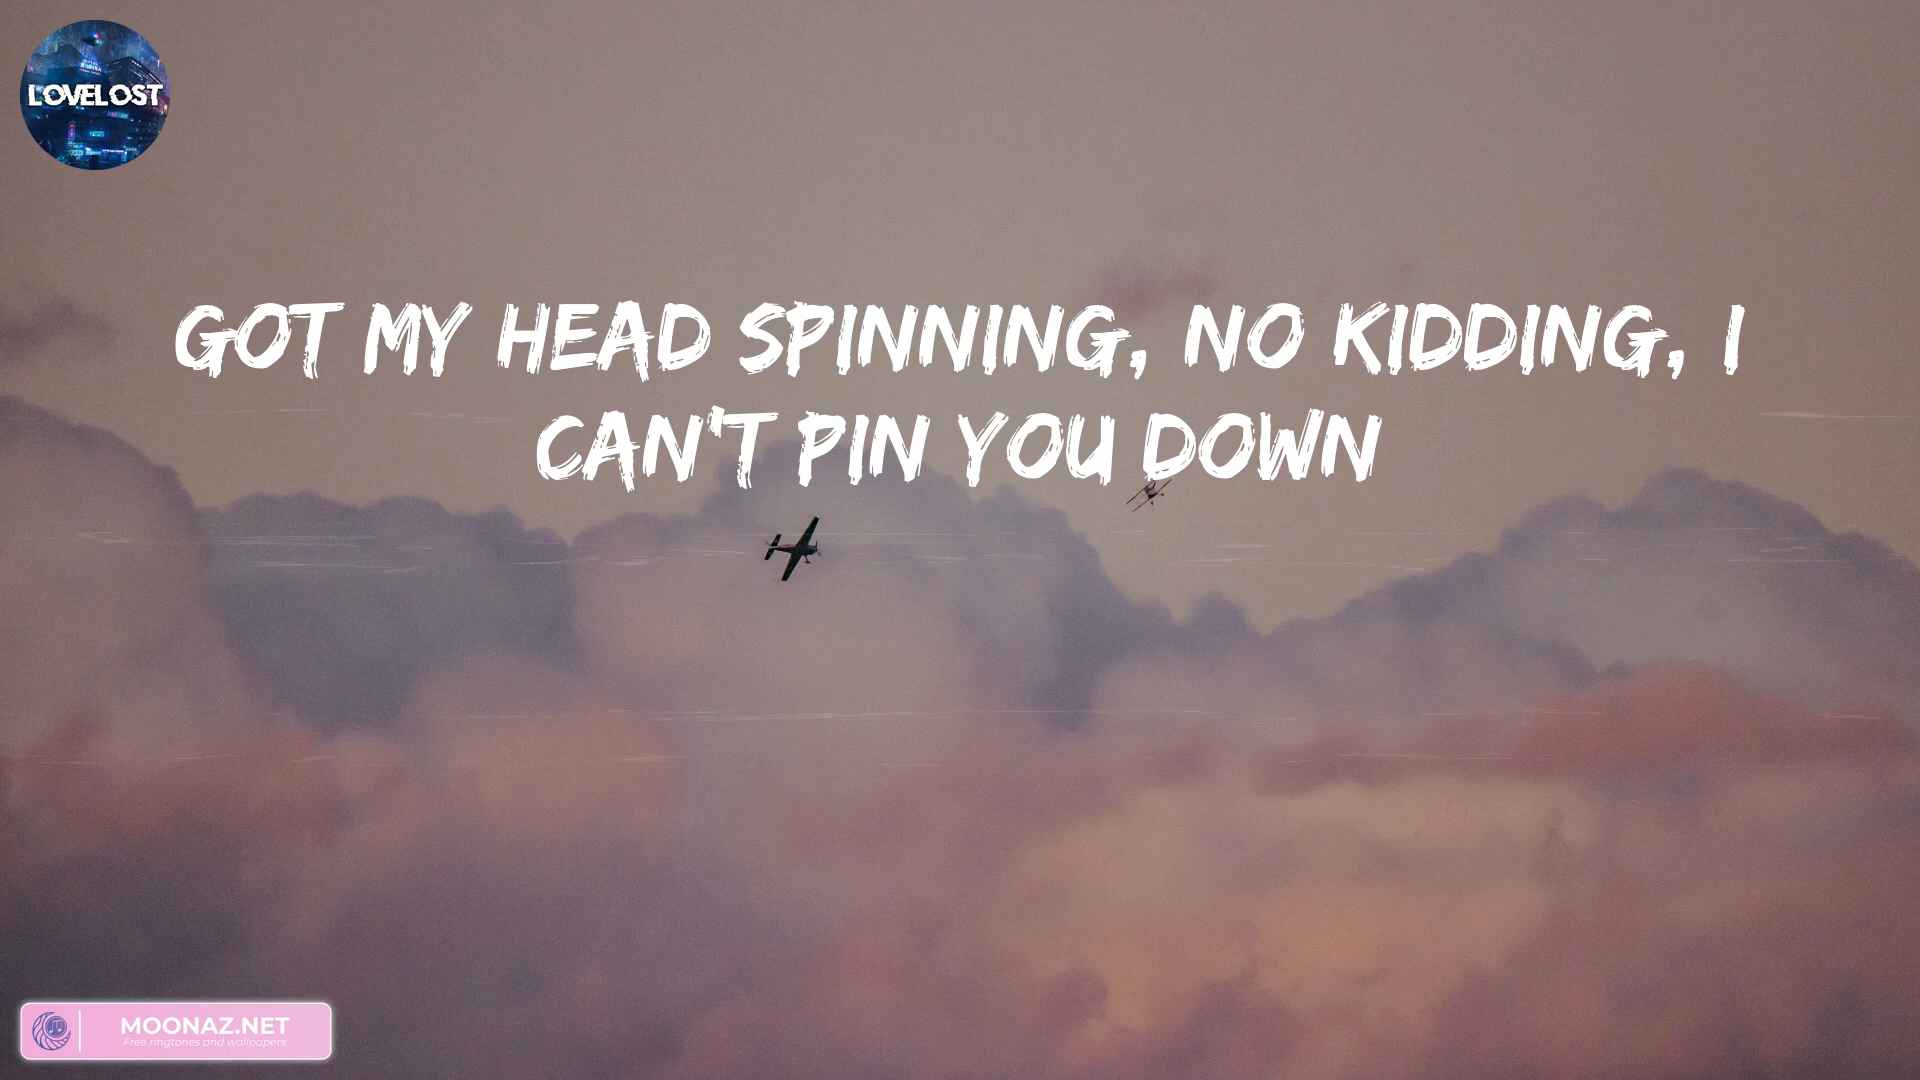 LOVELOST
GOT MY HEAD SPINNING, NO KIDDING, I
CAN'T PIN YOU DOWN
MOONAZ.NET
Free ringtones and wallpapers